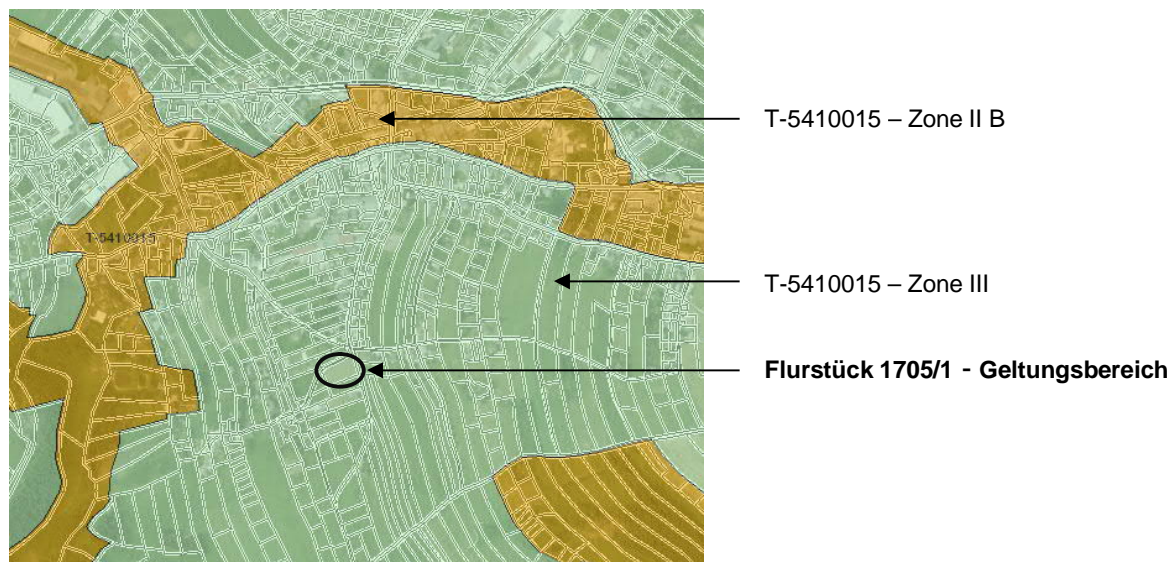 T-5410015 – Zone II B
T-5410015
T-5410015 – Zone III
Flurstück 1705/1 - Geltungsbereich